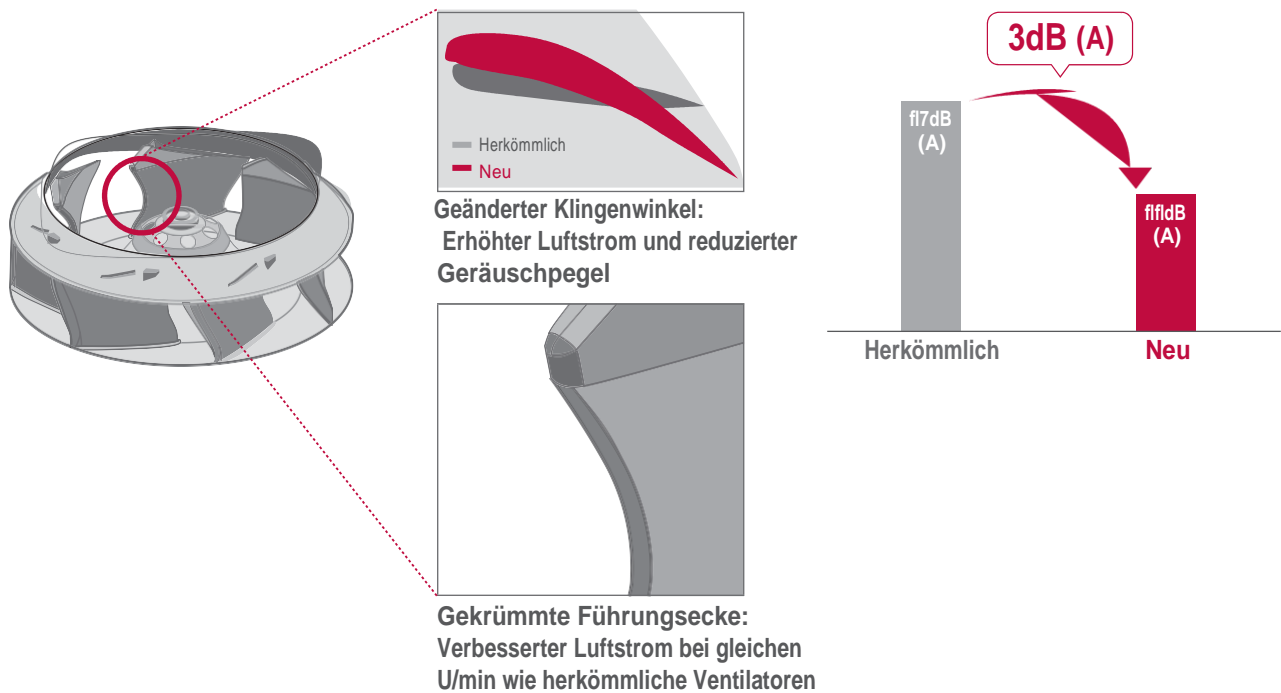 Herkömmlich
Neu
Geänderter Klingenwinkel:
Erhöhter Luftstrom und reduzierter
Geräuschpegel
Gekrümmte Führungsecke:
Verbesserter Luftstrom bei gleichen
U/min wie herkömmliche Ventilatoren
3dB (A)
fl7dB
(A)
flfldB
(A)
Herkömmlich
Neu